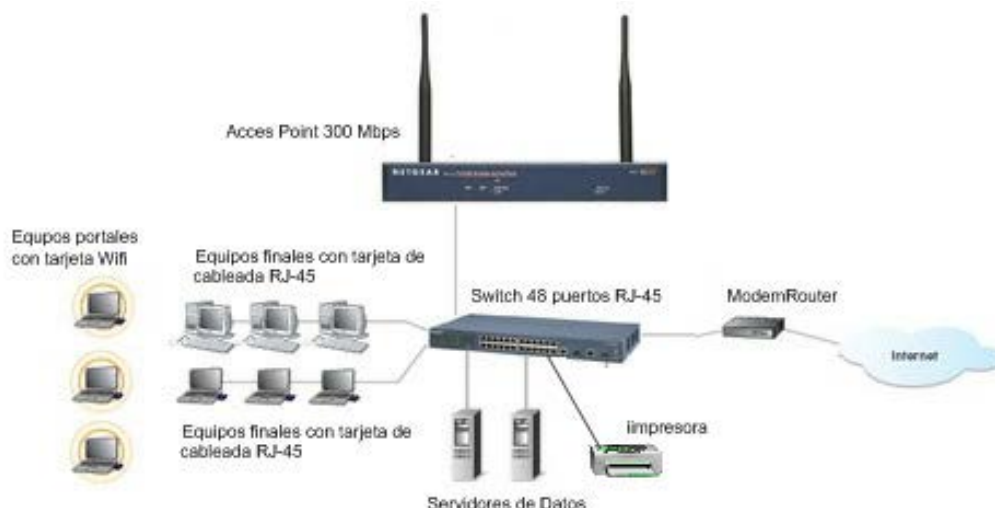 Acces Point 300 Mbps
NETGEAR
Equpos portales
con tarjeta Wifi
Equipos finales con tarjeta de
cableada RJ-45
Switch 48 puertos RJ-45
ModemRouter
Internet
Equipos finales con tarjeta de
cableada RJ-45
iimpresora
Servidores de Datos